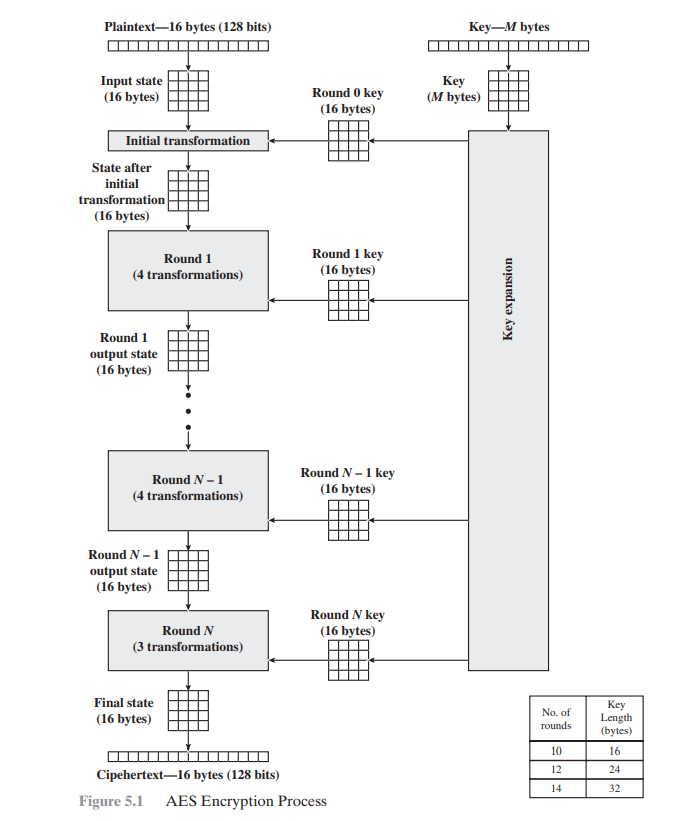 Plaintext—16 bytes (128 bits)
Key—M bytes
Input state
(16 bytes)
Key
(M bytes)
Round 0 key
(16 bytes)
Initial transformation
State after
initial
transformation
(16 bytes)
Round 1
(4 transformations)
Round 1 key
(16 bytes)
Key expansion
Round 1
output state
(16 bytes)
Round N – 1
(4 transformations)
Round N – 1 key
(16 bytes)
Round N – 1
output state
(16 bytes)
Round N
(3 transformations)
Round N key
(16 bytes)
Final state
(16 bytes)
No. of
rounds
Key
Length
(bytes)
10 16
12 24
14 32
Cipehertext—16 bytes (128 bits)
Figure 5.1 AES Encryption Process